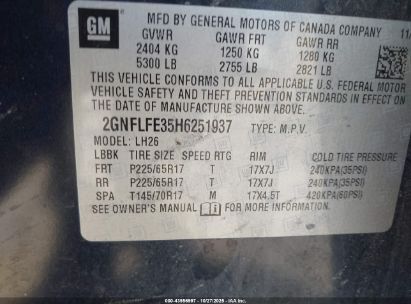 GM
MFD BY GENERAL MOTORS OF CANADA COMPANY 11/
GVWR GAWR FRT GAWR RR
2404 KG 1250 KG 1280 KG
5300 LB 2755 LB 2821 LB
THIS VEHICLE CONFORMS TO ALL APPLICABLE U.S. FEDERAL MOTOR
VEHICLE SAFETY AND THEFT PREVENTION STANDARDS IN EFFECT ON
THE DATE OF MANUFACTURE SHOWN ABOVE.
2GNFLFE35H6251937 TYPE: M.P.V.
MODEL: LH26
LBBK TIRE SIZE SPEED RTG RIM COLD TIRE PRESSURE
FRT P225/65R17 T 17X7J 240KPA(35PSI)
RR P225/65R17 T 17X7J 240KPA(35PSI)
SPA T145/70R17 M 17X4.5T 420KPA(60PSI)
SEE OWNER'S MANUAL FOR MORE INFORMATION.